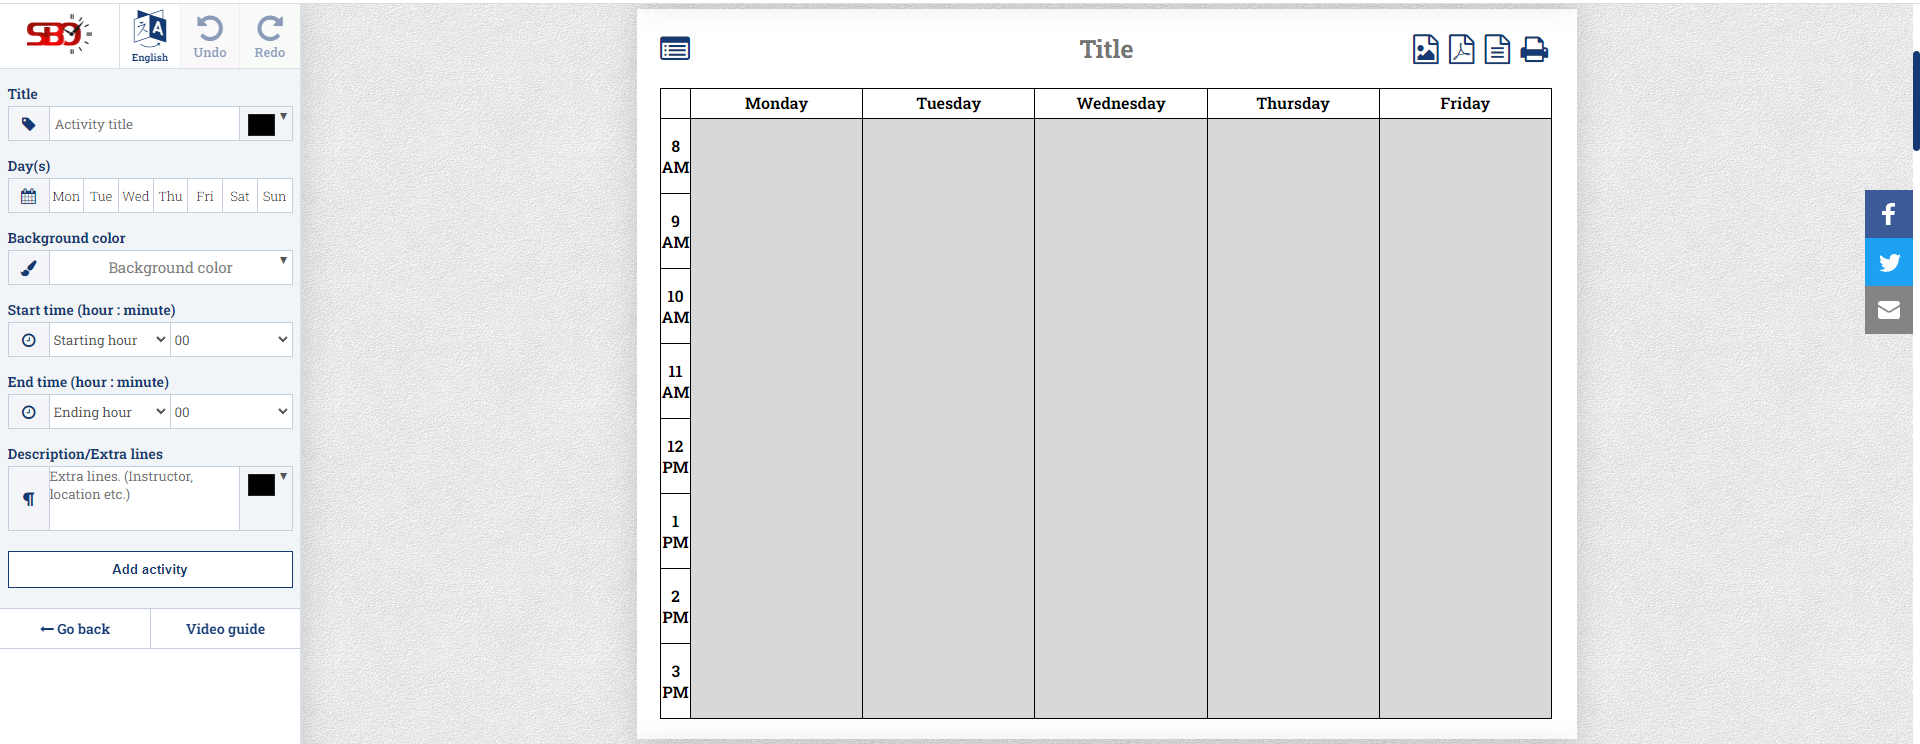 SBO
English
Undo
Redo
Title
Activity title
Day(s)
Mon Tue Wed Thu Fri Sat Sun
Background color
Background color
Start time (hour : minute)
Starting hour 00
End time (hour : minute)
Ending hour 00
Description/Extra lines
Extra lines. (Instructor,
location etc.)
Add activity
Go back
Video guide
Title
Monday Tuesday Wednesday Thursday Friday
8
AM
9
AM
10
AM
11
AM
12
PM
1
PM
2
PM
3
PM